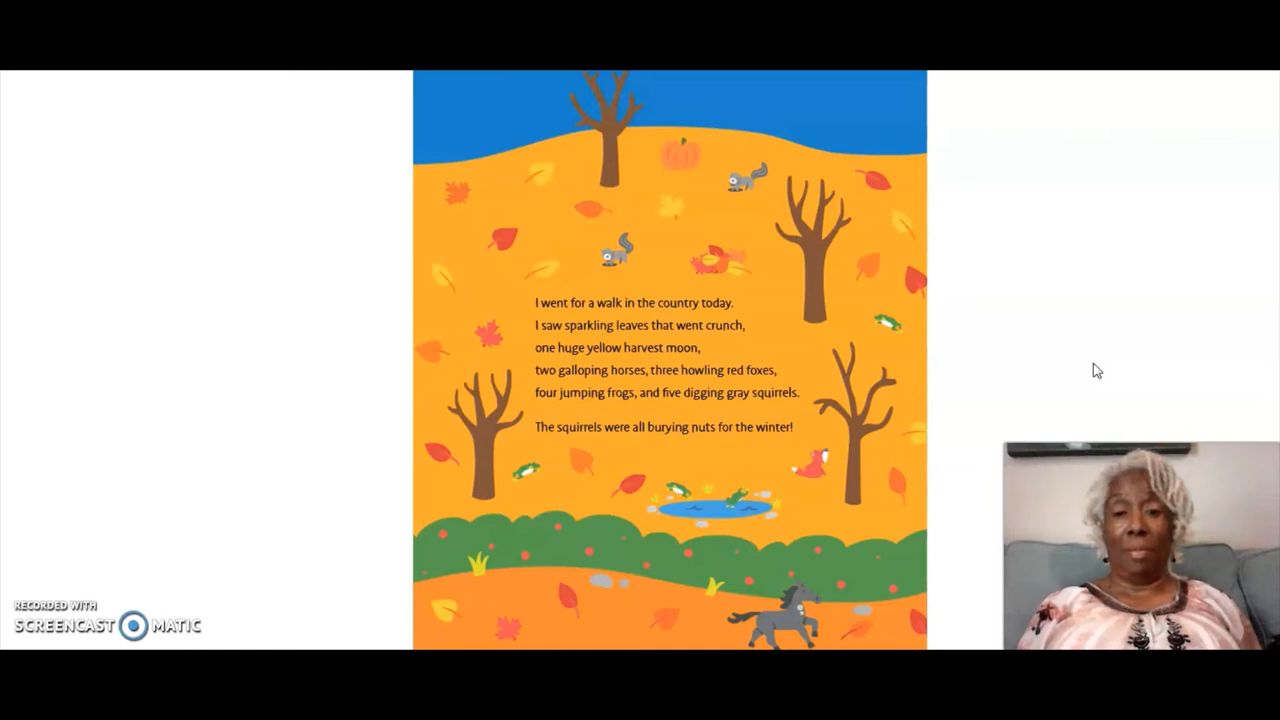 I went for a walk in the country today.
I saw sparkling leaves that went crunch,
one huge yellow harvest moon,
two galloping horses, three howling red foxes,
four jumping frogs, and five digging gray squirrels.
The squirrels were all burying nuts for the winter!
RECORDED WITH
SCREENCAST MATIC